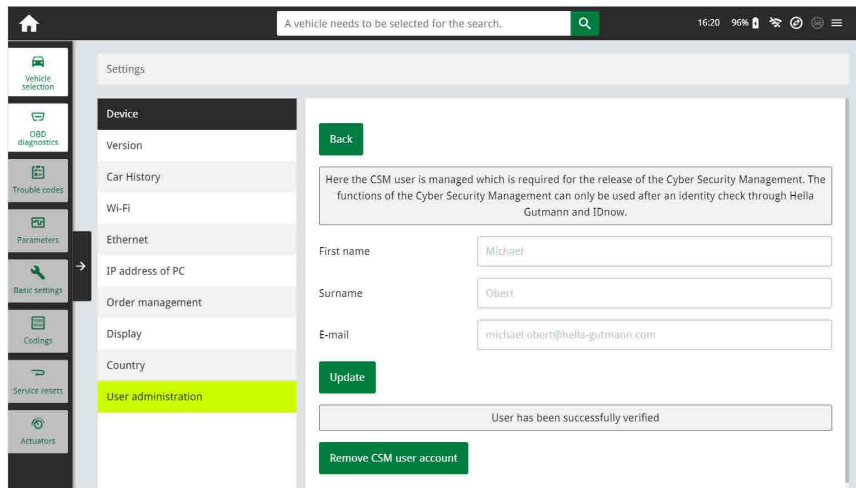 A vehicle needs to be selected for the search.
16:20 96%
Vehicle
selection
OBD
diagnostics
Trouble codes
Parameters
Basic settings
Codings
Service resets
Actuators
Settings
Device
Version
Car History
Wi-Fi
Ethernet
IP address of PC
Order management
Display
Country
User administration
Back
Here the CSM user is managed which is required for the release of the Cyber Security Management. The
functions of the Cyber Security Management can only be used after an identity check through Hella
Gutmann and IDnow.
First name Michael
Surname Obert
E-mail michael.obert@hella-gutmann.com
Update
User has been successfully verified
Remove CSM user account